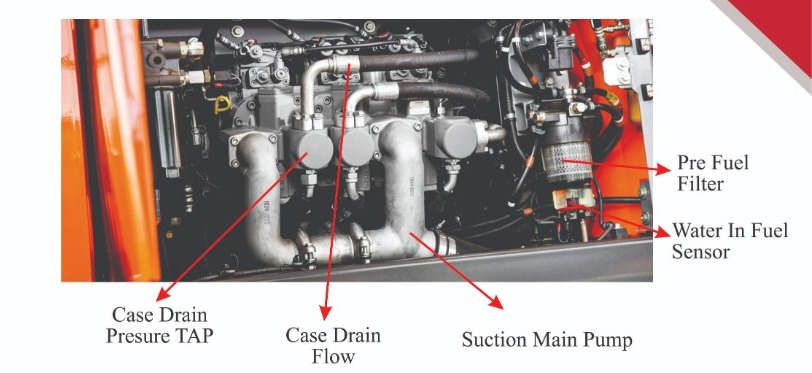 Pre Fuel
Filter
Water In Fuel
Sensor
Case Drain
Presure TAP
Case Drain
Flow
Suction Main Pump